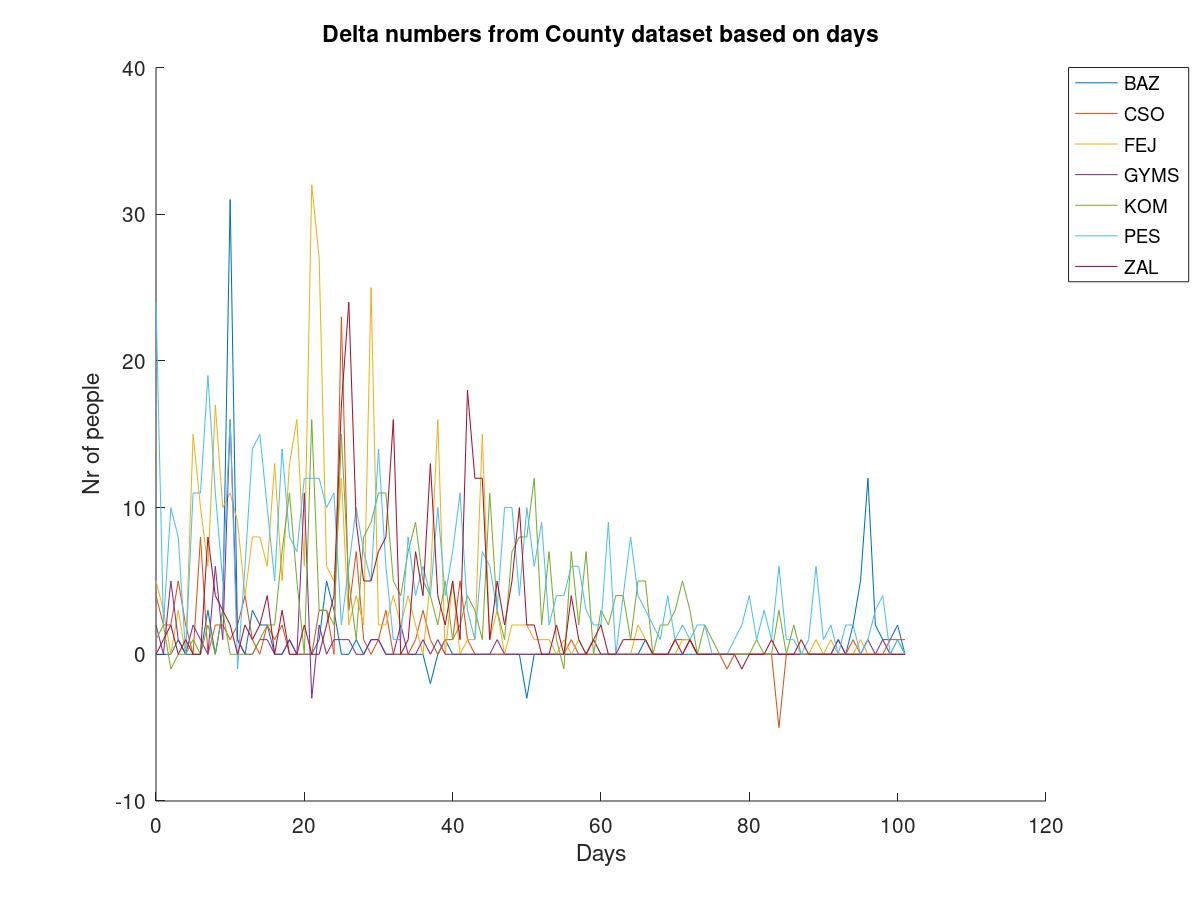 Delta numbers from County dataset based on days
BAZ
CSO
FEJ
GYMS
KOM
PES
ZAL
40
30
20
10
0
-10
Nr of people
0 20 40 60 80 100 120
Days